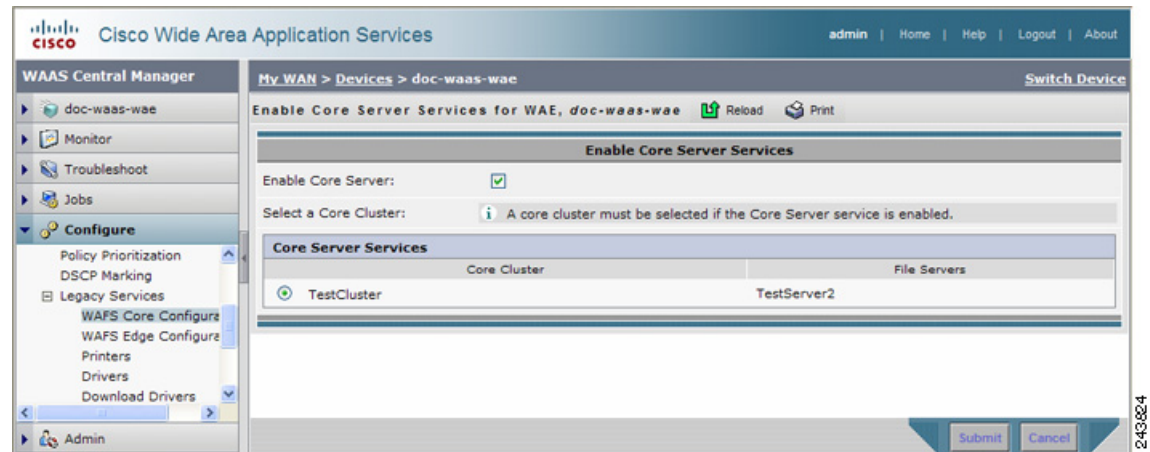 CISCO Cisco Wide Area Application Services admin | Home | Help | Logout | About
WAAS Central Manager
My WAN > Devices > doc-waas-wae Switch Device
doc-waas-wae
Enable Core Server Services for WAE, doc-waas-wae Reload Print
Monitor
Enable Core Server Services
Troubleshoot
Enable Core Server:
Jobs
Select a Core Cluster: i A core cluster must be selected if the Core Server service is enabled.
Configure
Core Server Services
Policy Prioritization
Core Cluster File Servers
DSCP Marking
TestCluster TestServer2
Legacy Services
WAFS Core Configura
WAFS Edge Configura
Printers
Drivers
Download Drivers
Admin
Submit Cancel
243824